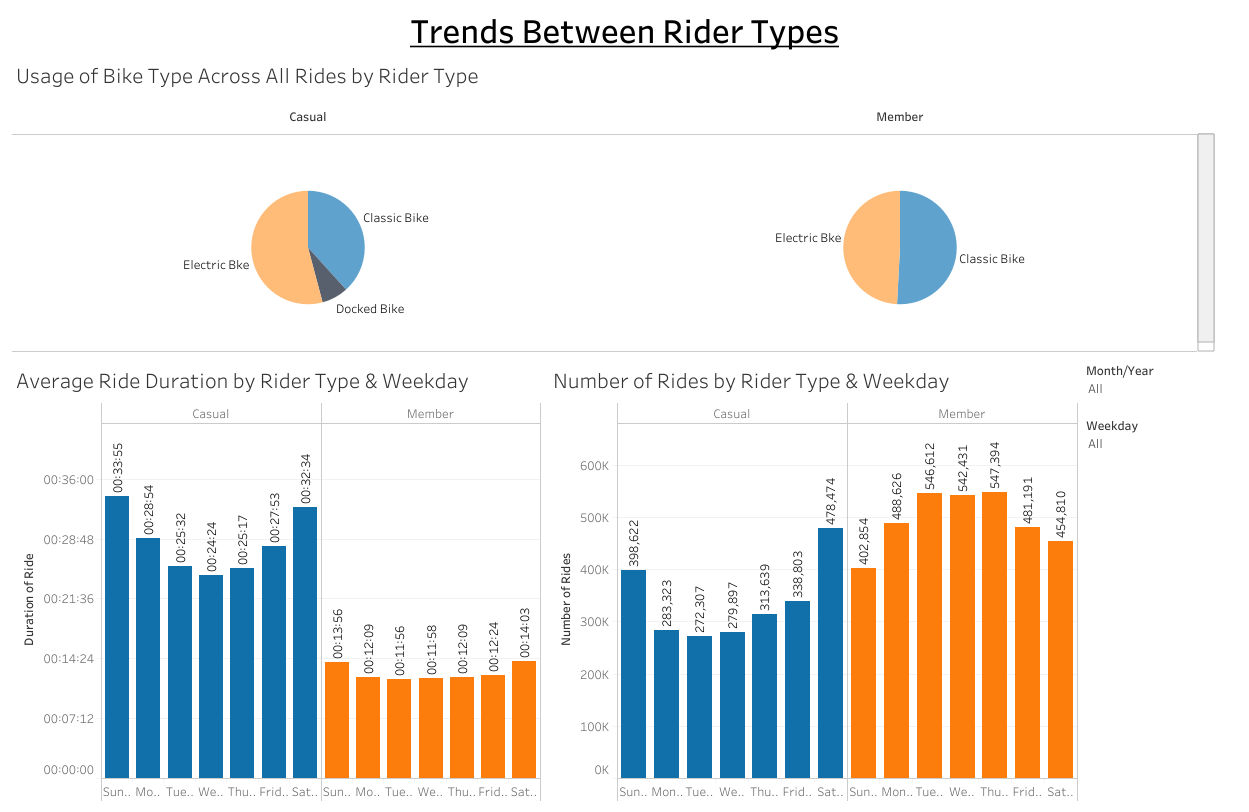 Trends Between Rider Types
Usage of Bike Type Across All Rides by Rider Type
Casual
Member
Classic Bike
Electric Bke
Docked Bike
Electric Bke
Classic Bike
Average Ride Duration by Rider Type & Weekday
Casual
Member
Duration of Ride
00:36:00
00:28:48
00:21:36
00:14:24
00:07:12
00:00:00
00:33:55
00:28:54
00:25:32
00:24:24
00:25:17
00:27:53
00:32:34
00:13:56
00:12:09
00:11:56
00:11:58
00:12:09
00:12:24
00:14:03
Sun.. Mo.. Tue.. We.. Thu.. Frid.. Sat.. Sun.. Mo.. Tue.. We.. Thu.. Frid.. Sat..
Number of Rides by Rider Type & Weekday
Casual
Member
Number of Rides
600K
500K
400K
300K
200K
100K
0K
398,622
283,323
272,307
279,897
313,639
338,803
478,474
402,854
488,626
546,612
542,431
547,394
481,191
454,810
Sun.. Mon.. Tue.. We.. Thu.. Frid.. Sat.. Sun.. Mon.. Tue.. We.. Thu.. Frid.. Sat..
Month/Year
All
Weekday
All